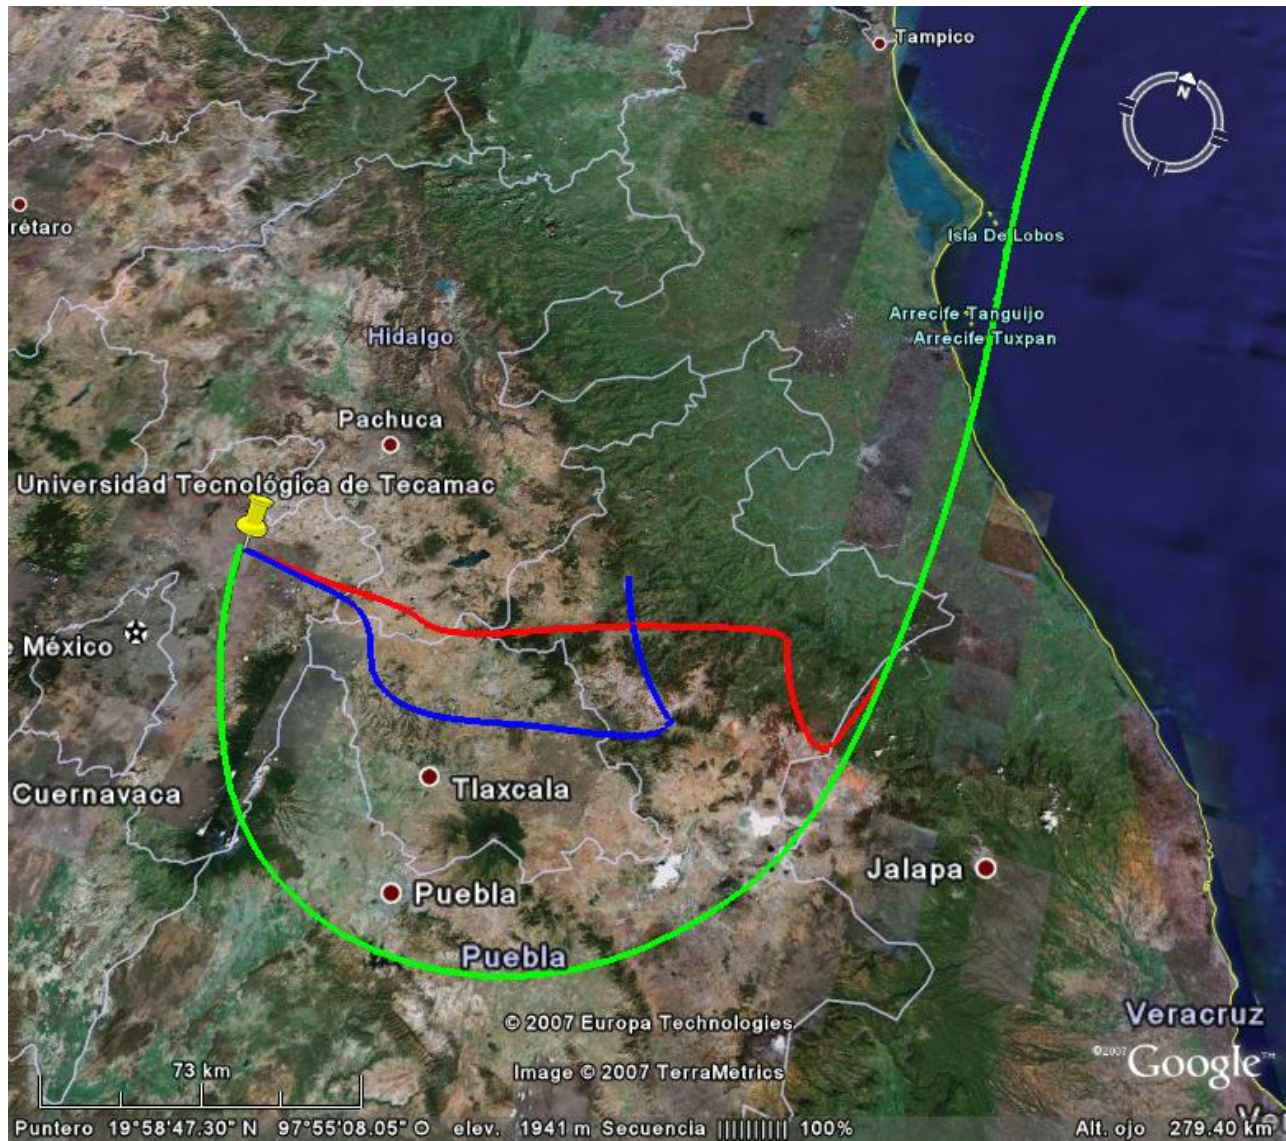 Tampico
N
rétaro
Isla De Lobos
Arrecife Tanguijo
Arrecife Tuxpan
Hidalgo
Pachuca
Universidad Tecnológica de Tecamac
México
Cuernavaca
Tlaxcala
Jalapa
Puebla
Puebla
© 2007 Europa Technologies
Veracruz
Image © 2007 TerraMetrics
©2007 Google™
73 km
Puntero 19°58'47.30" N 97°55'08.05" O elev. 1941 m Secuencia |||||||||| 100% Alt. ojo 279.40 km